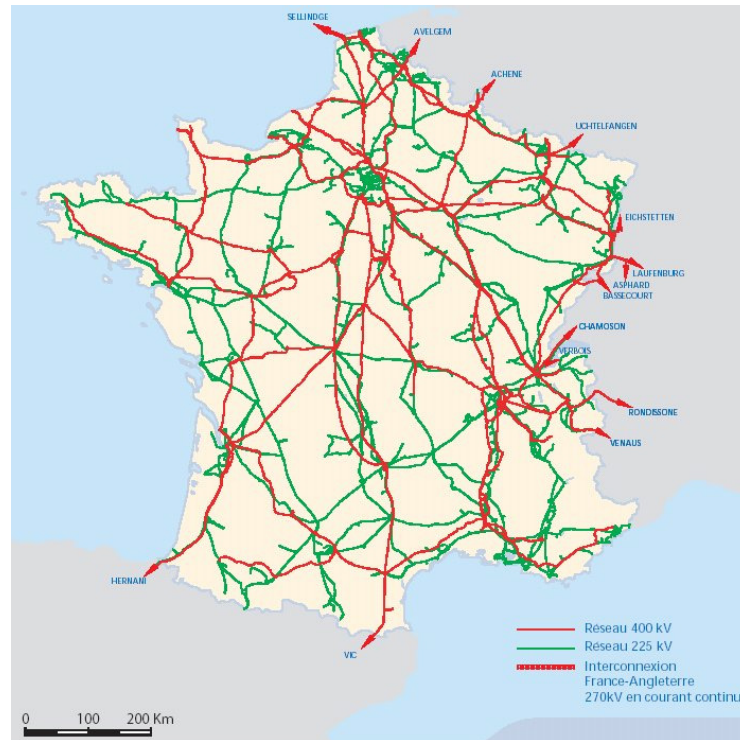 SELLINDGE
AVELGEM
ACHENE
UCHTELFANGEN
EICHSTETTEN
LAUFENBURG
ASPHARD
BASSECOURT
CHAMOSON
VERBOIS
RONDISSONE
VENAUS
HERNANI
VIC
Réseau 400 kV
Réseau 225 kV
Interconnexion
France-Angleterre
270kV en courant continu
0 100 200 Km